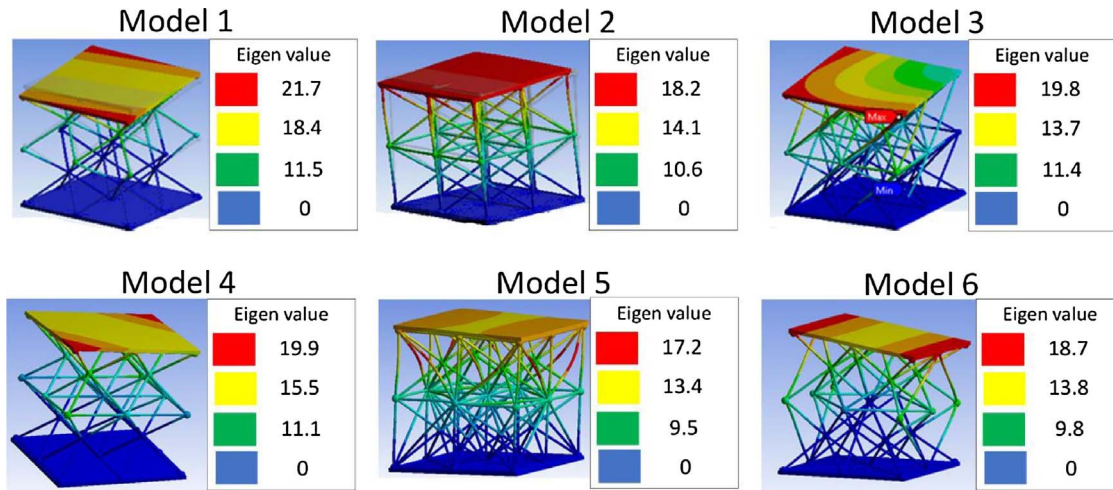 Model 1
Eigen value
21.7
18.4
11.5
0
Model 2
Eigen value
18.2
14.1
10.6
0
Model 3
Max
Min
Eigen value
19.8
13.7
11.4
0
Model 4
Eigen value
19.9
15.5
11.1
0
Model 5
Eigen value
17.2
13.4
9.5
0
Model 6
Eigen value
18.7
13.8
9.8
0